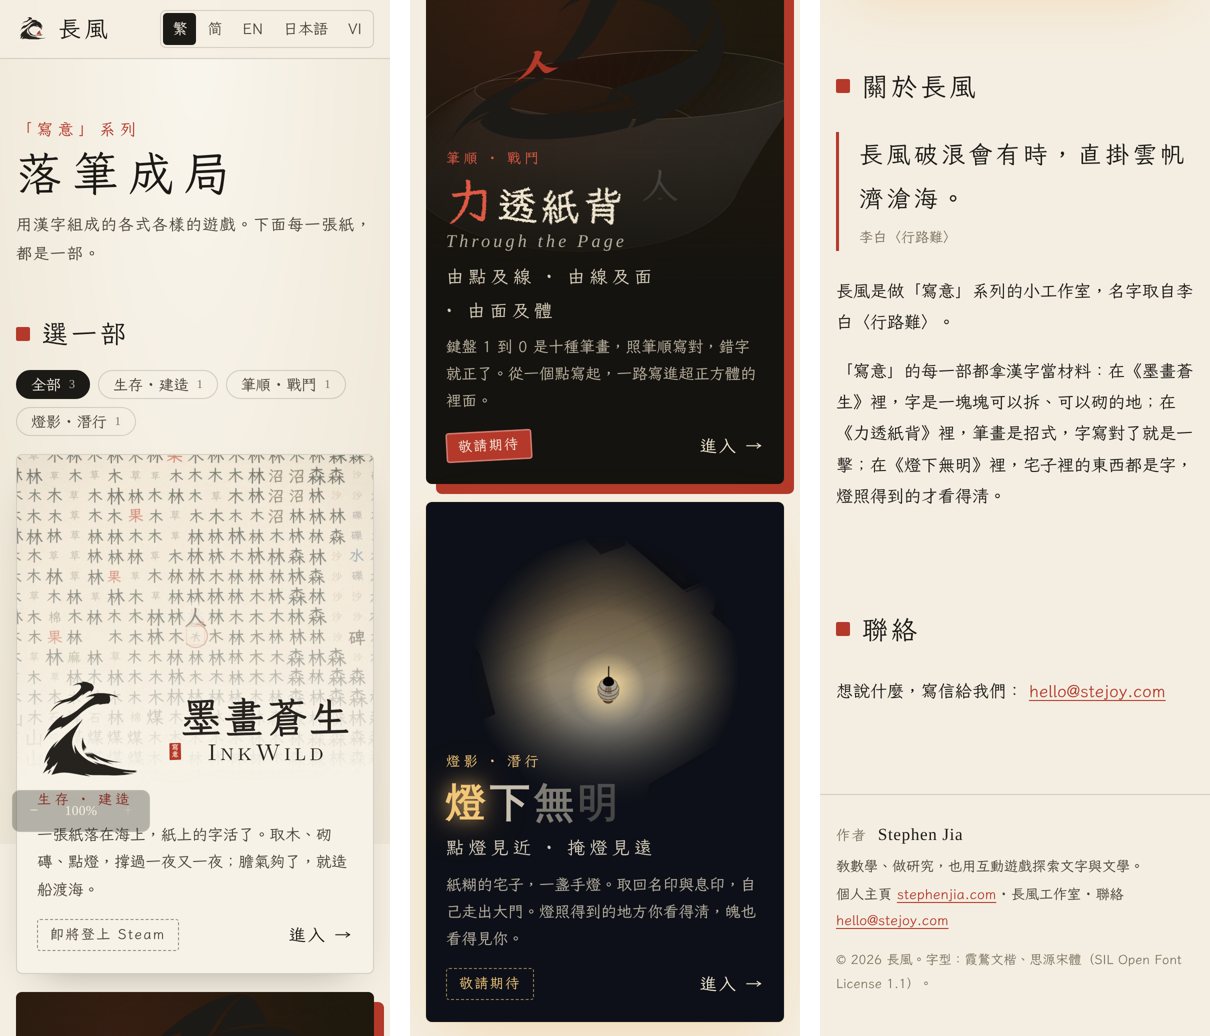 長風
繁 简 EN 日本語 VI
「寫意」系列
落筆成局
用漢字組成的各式各樣的遊戲。下面每一張紙，
都是一部。
選一部
全部 3 生存・建造 1 筆順・戰鬥 1
燈影・潛行 1
墨畫蒼生
寫意 INKWILD
生存・建造
− 100% +
一張紙落在海上，紙上的字活了。取木、砌
磚、點燈，撐過一夜又一夜；膽氣夠了，就造
船渡海。
即將登上 Steam 進入 →
人
筆順・戰鬥
力透紙背 人
Through the Page
由點及線・由線及面
・由面及體
鍵盤 1 到 0 是十種筆畫，照筆順寫對，錯字
就正了。從一個點寫起，一路寫進超正方體的
裡面。
敬請期待 進入 →
燈影・潛行
燈下無明
點燈見近・掩燈見遠
紙糊的宅子，一盞手燈。取回名印與息印，自
己走出大門。燈照得到的地方你看得清，魄也
看得見你。
敬請期待 進入 →
關於長風
長風破浪會有時，直掛雲帆
濟滄海。
李白〈行路難〉
長風是做「寫意」系列的小工作室，名字取自李
白〈行路難〉。
「寫意」的每一部都拿漢字當材料：在《墨畫蒼
生》裡，字是一塊塊可以拆、可以砌的地；在
《力透紙背》裡，筆畫是招式，字寫對了就是一
擊；在《燈下無明》裡，宅子裡的東西都是字，
燈照得到的才看得清。
聯絡
想說什麼，寫信給我們： hello@stejoy.com
作者 Stephen Jia
教數學、做研究，也用互動遊戲探索文字與文學。
個人主頁 stephenjia.com・長風工作室・聯絡
hello@stejoy.com
© 2026 長風。字型：霞鶩文楷、思源宋體（SIL Open Font
License 1.1）。